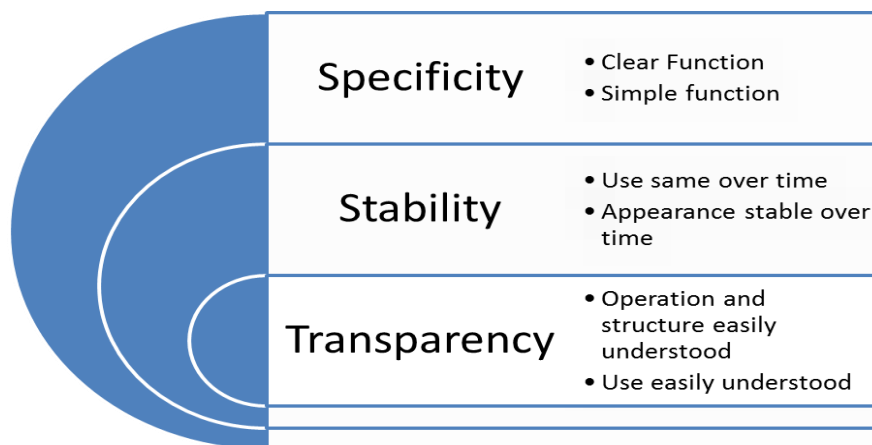 Specificity
• Clear Function
• Simple function
Stability
• Use same over time
• Appearance stable over
time
Transparency
• Operation and
structure easily
understood
• Use easily understood